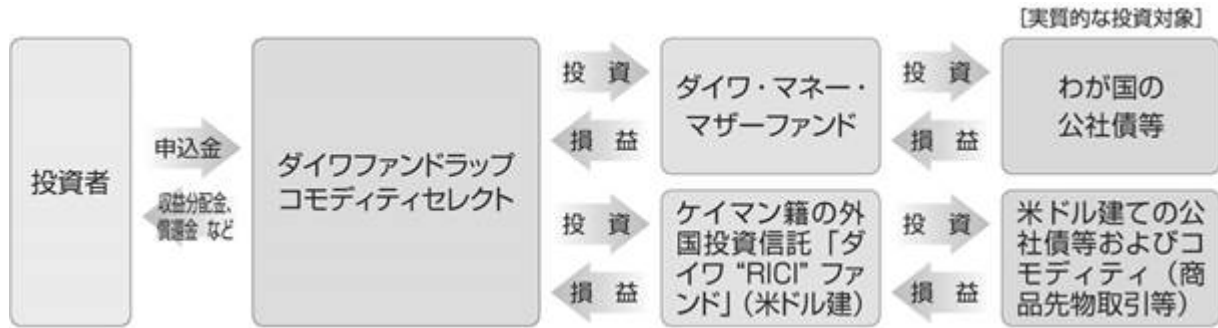 [実質的な投資対象]
投資者
申込金
収益分配金、
償還金 など
ダイワファンドラップ
コモディティセレクト
投 資
損 益
ダイワ・マネー・
マザーファンド
投 資
損 益
わが国の
公社債等
投 資
損 益
ケイマン籍の外
国投資信託「ダ
イワ “RICI” ファ
ンド」(米ドル建)
投 資
損 益
米ドル建ての公
社債等およびコ
モディティ(商
品先物取引等)